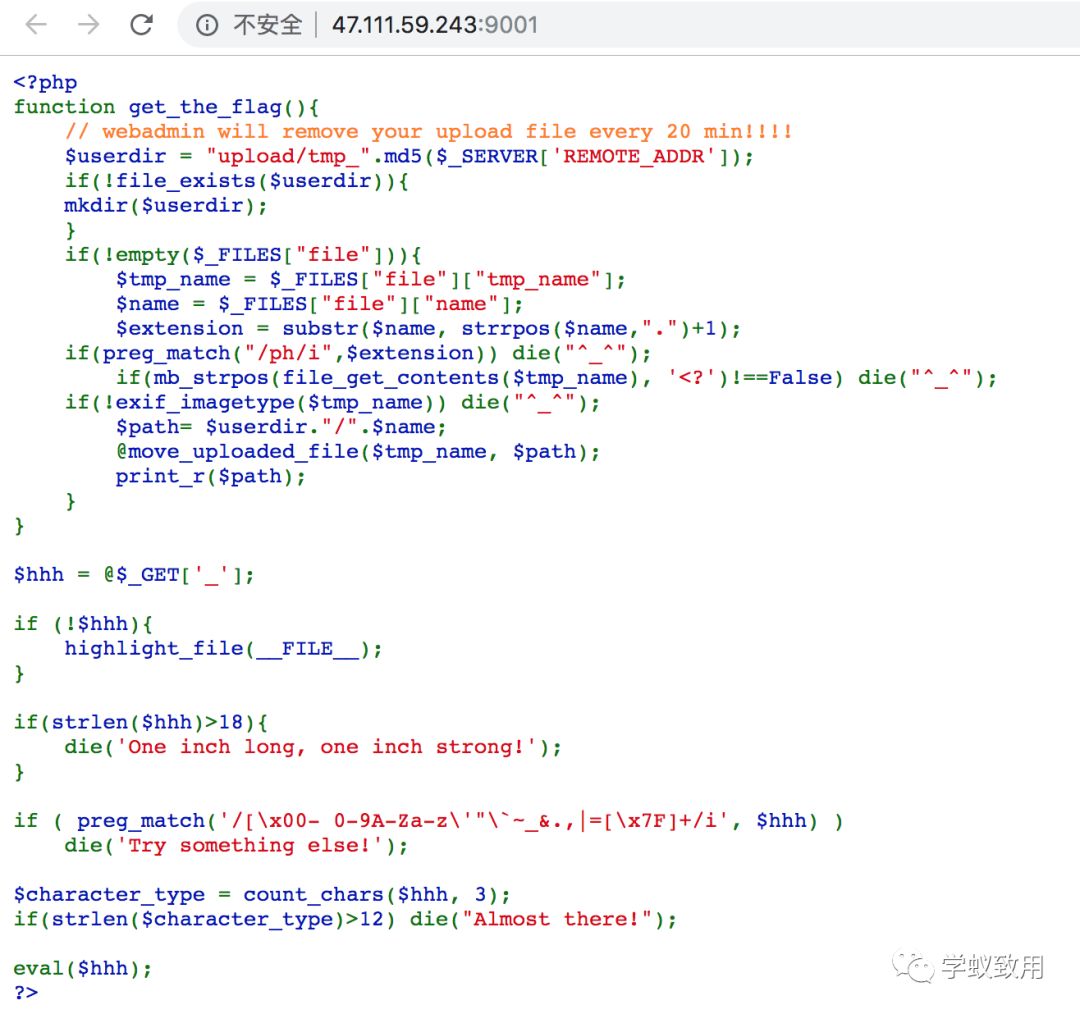 不安全 | 47.111.59.243:9001
<?php
function get_the_flag(){
    // webadmin will remove your upload file every 20 min!!!!
    $userdir = "upload/tmp_".md5($_SERVER['REMOTE_ADDR']);
    if(!file_exists($userdir)){
    mkdir($userdir);
    }
    if(!empty($_FILES["file"])){
        $tmp_name = $_FILES["file"]["tmp_name"];
        $name = $_FILES["file"]["name"];
        $extension = substr($name, strrpos($name,".")+1);
    if(preg_match("/ph/i",$extension)) die("^_^");
        if(mb_strpos(file_get_contents($tmp_name), '<?')!==False) die("^_^");
    if(!exif_imagetype($tmp_name)) die("^_^");
        $path= $userdir."/".$name;
        @move_uploaded_file($tmp_name, $path);
        print_r($path);
    }
}

$hhh = @$_GET['_'];

if (!$hhh){
    highlight_file(__FILE__);
}

if(strlen($hhh)>18){
    die('One inch long, one inch strong!');
}

if ( preg_match('/[\x00- 0-9A-Za-z\'"\`~_&.,|=[\x7F]+/i', $hhh) )
    die('Try something else!');

$character_type = count_chars($hhh, 3);
if(strlen($character_type)>12) die("Almost there!");

eval($hhh);
?>
学蚁致用